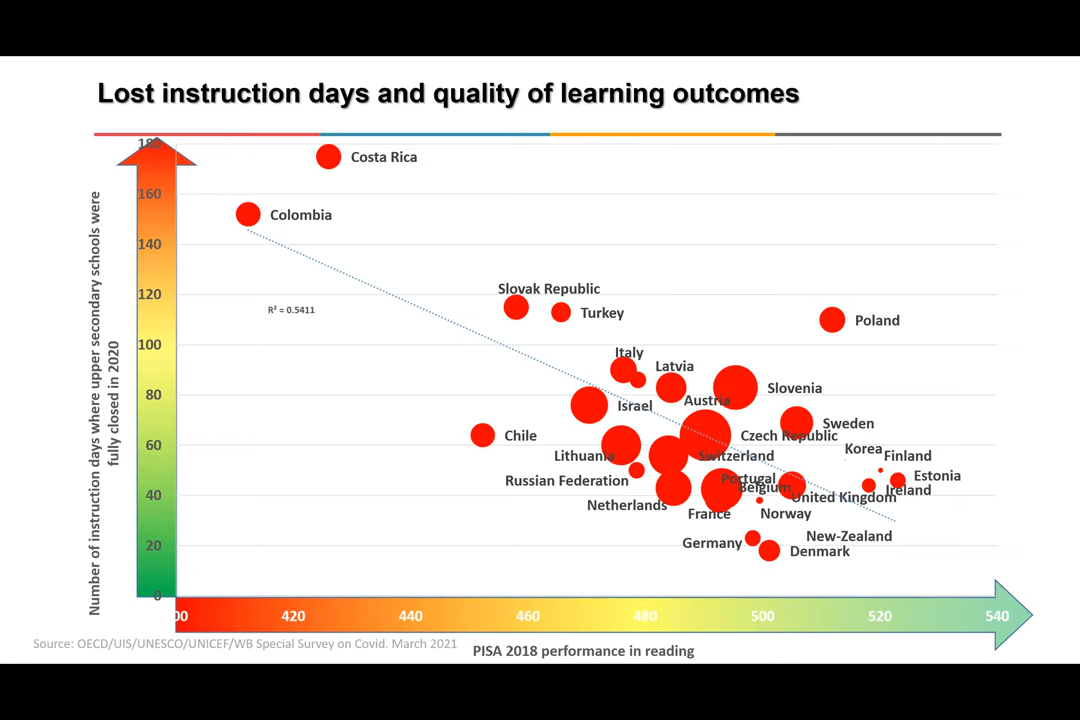 Lost instruction days and quality of learning outcomes
Number of instruction days where upper secondary schools were
fully closed in 2020
180
160
140
120
100
80
60
40
20
0
Costa Rica
Colombia
R² = 0.5411
Slovak Republic
Turkey
Poland
Italy
Latvia
Slovenia
Austria
Israel
Sweden
Chile
Czech Republic
Korea
Lithuania
Switzerland
Finland
Russian Federation
Portugal
Estonia
Belgium
Ireland
United Kingdom
Netherlands
France
Norway
New-Zealand
Germany
Denmark
00
420
440
460
480
500
520
540
Source: OECD/UIS/UNESCO/UNICEF/WB Special Survey on Covid. March 2021
PISA 2018 performance in reading